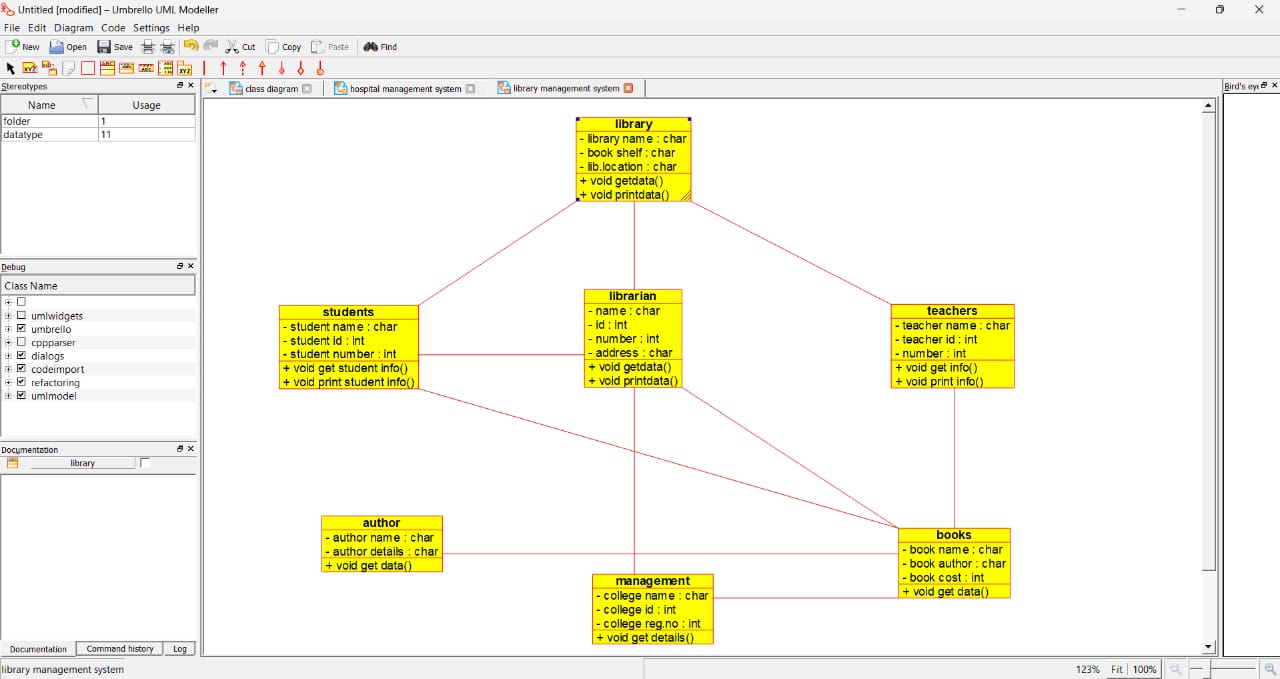 Untitled [modified] – Umbrello UML Modeller
File Edit Diagram Code Settings Help
New Open Save Cut Copy Paste Find
Stereotypes
class diagram hospital management system library management system
Bird's eye
Name Usage
folder 1
datatype 11
library
- library name : char
- book shelf : char
- lib.location : char
+ void getdata()
+ void printdata()
Debug
Class Name
umlwidgets
umbrello
cppparser
dialogs
codeimport
refactoring
umlmodel
students
- student name : char
- student id : int
- student number : int
+ void get student info()
+ void print student info()
librarian
- name : char
- id : int
- number : int
- address : char
+ void getdata()
+ void printdata()
teachers
- teacher name : char
- teacher id : int
- number : int
+ void get info()
+ void print info()
Documentation
library
author
- author name : char
- author details : char
+ void get data()
books
- book name : char
- book author : char
- book cost : int
+ void get data()
management
- college name : char
- college id : int
- college reg.no : int
+ void get details()
Documentation Command history Log
library management system
123% Fit 100%